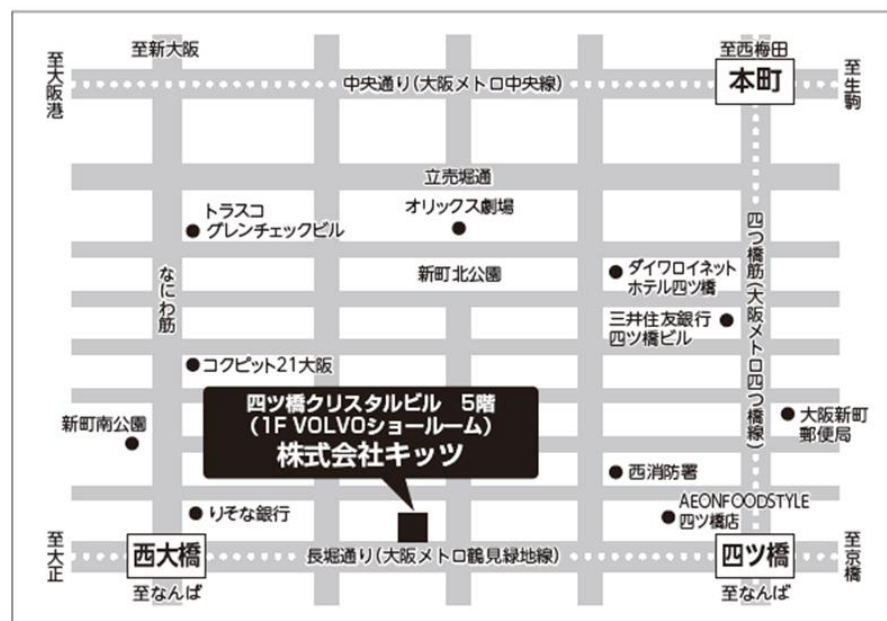 至新大阪
至西梅田
至大阪港
中央通り(大阪メトロ中央線)
本町
至生駒
立売堀通
トラスコ
グレンチェックビル
オリックス劇場
なにわ筋
新町北公園
ダイワロイネット
ホテル四ツ橋
四つ橋筋(大阪メトロ四つ橋線)
三井住友銀行
四ツ橋ビル
コクピット21大阪
四ツ橋クリスタルビル 5階
(1F VOLVOショールーム)
株式会社キッツ
新町南公園
大阪新町
郵便局
西消防署
りそな銀行
AEONFOODSTYLE
四ツ橋店
至大正
西大橋
長堀通り(大阪メトロ鶴見緑地線)
四ツ橋
至京橋
至なんば
至なんば